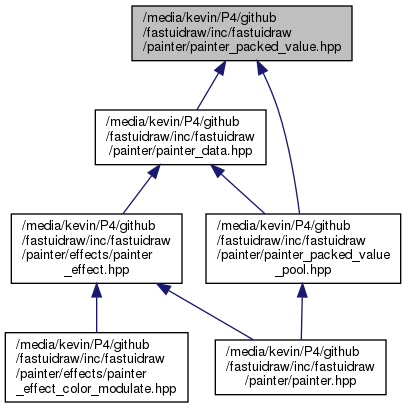 /media/kevin/P4/github
/fastuidraw/inc/fastuidraw
/painter/painter_packed_value.hpp
/media/kevin/P4/github
/fastuidraw/inc/fastuidraw
/painter/painter_data.hpp
/media/kevin/P4/github
/fastuidraw/inc/fastuidraw
/painter/effects/painter
_effect.hpp
/media/kevin/P4/github
/fastuidraw/inc/fastuidraw
/painter/painter_packed_value
_pool.hpp
/media/kevin/P4/github
/fastuidraw/inc/fastuidraw
/painter/effects/painter
_effect_color_modulate.hpp
/media/kevin/P4/github
/fastuidraw/inc/fastuidraw
/painter/painter.hpp